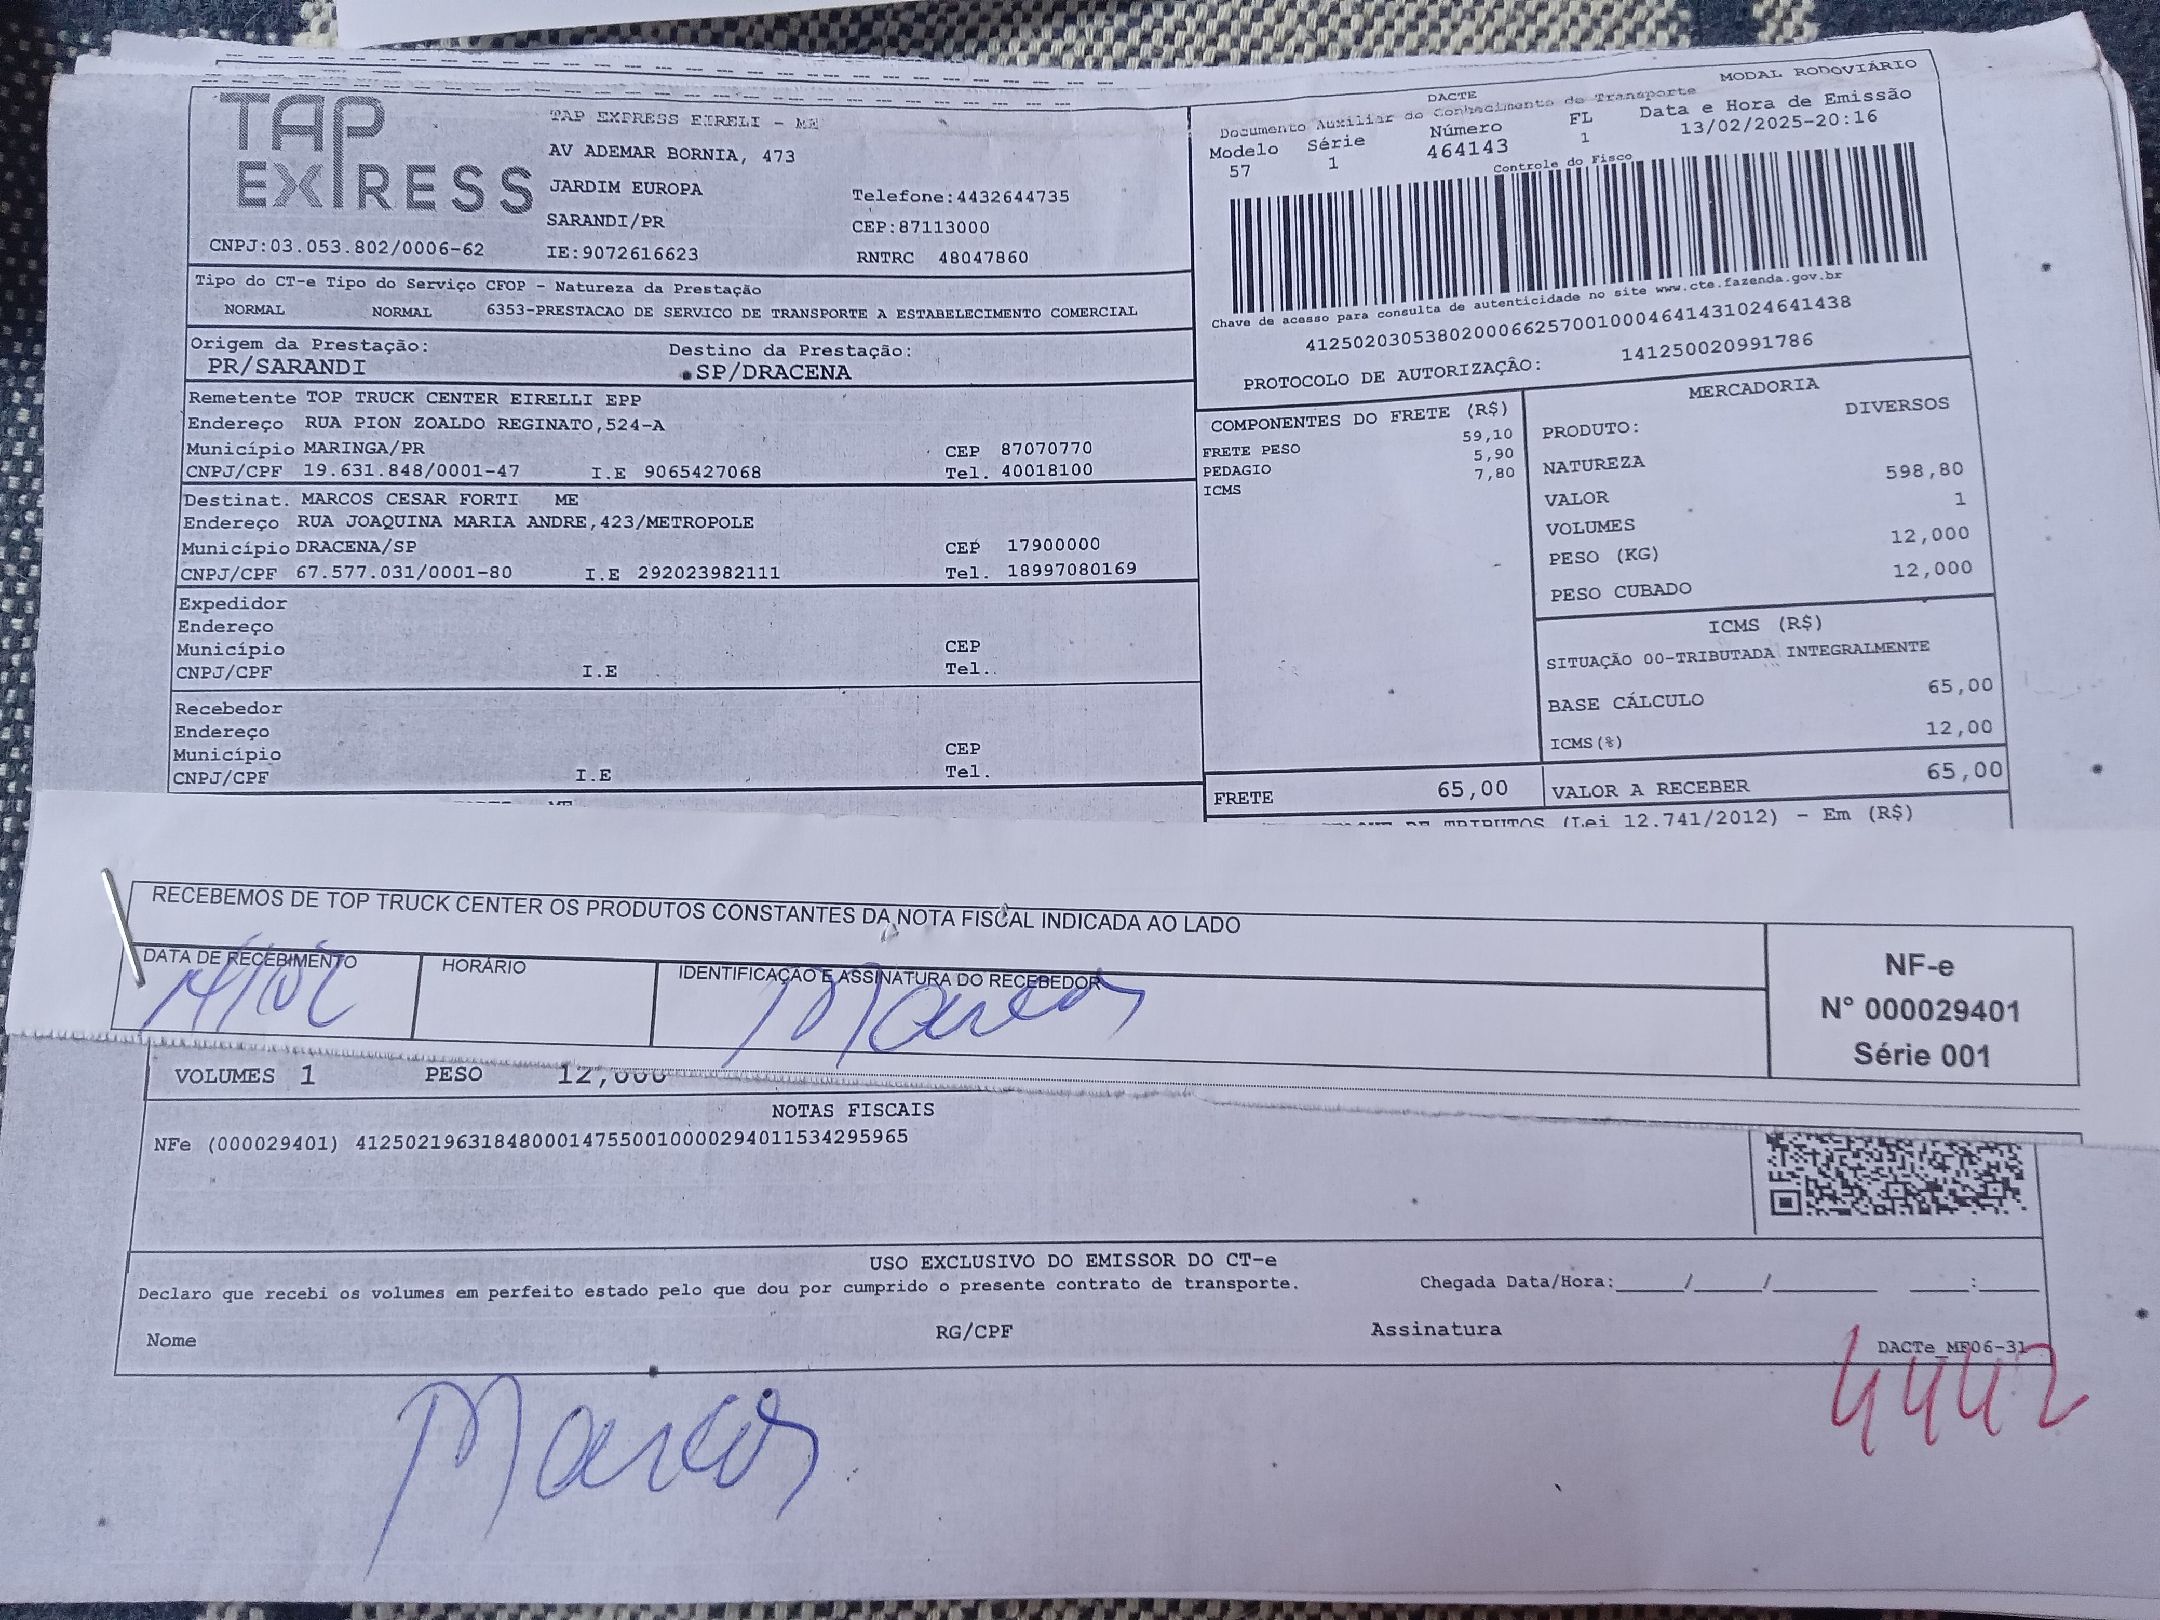 MODAL RODOVIÁRIO
TAP EXPRESS
TAP EXPRESS EIRELI - ME
AV ADEMAR BORNIA, 473
JARDIM EUROPA
SARANDI/PR
Telefone:4432644735
CEP:87113000
CNPJ:03.053.802/0006-62
IE:9072616623
RNTRC 48047860
DACTE
Documento Auxiliar do Conhecimento de Transporte
Modelo Série Número FL Data e Hora de Emissão
57 1 464143 1 13/02/2025-20:16
Controle do Fisco
Chave de acesso para consulta de autenticidade no site www.cte.fazenda.gov.br
41250203053802000662570010004641431024641438
PROTOCOLO DE AUTORIZAÇÃO: 141250020991786
Tipo do CT-e Tipo do Serviço CFOP - Natureza da Prestação
NORMAL NORMAL 6353-PRESTACAO DE SERVICO DE TRANSPORTE A ESTABELECIMENTO COMERCIAL
Origem da Prestação: Destino da Prestação:
PR/SARANDI SP/DRACENA
Remetente TOP TRUCK CENTER EIRELLI EPP
Endereço RUA PION ZOALDO REGINATO,524-A
Município MARINGA/PR CEP 87070770
CNPJ/CPF 19.631.848/0001-47 I.E 9065427068 Tel. 40018100
Destinat. MARCOS CESAR FORTI ME
Endereço RUA JOAQUINA MARIA ANDRE,423/METROPOLE
Município DRACENA/SP CEP 17900000
CNPJ/CPF 67.577.031/0001-80 I.E 292023982111 Tel. 18997080169
Expedidor
Endereço
Município CEP
CNPJ/CPF I.E Tel.
Recebedor
Endereço
Município CEP
CNPJ/CPF I.E Tel.
COMPONENTES DO FRETE (R$)
FRETE PESO 59,10
PEDAGIO 5,90
ICMS 7,80
FRETE 65,00
MERCADORIA
PRODUTO: DIVERSOS
NATUREZA
VALOR 598,80
VOLUMES 1
PESO (KG) 12,000
PESO CUBADO 12,000
ICMS (R$)
SITUAÇÃO 00-TRIBUTADA INTEGRALMENTE
BASE CÁLCULO 65,00
ICMS(%) 12,00
VALOR A RECEBER 65,00
DE TRIBUTOS (Lei 12.741/2012) - Em (R$)
RECEBEMOS DE TOP TRUCK CENTER OS PRODUTOS CONSTANTES DA NOTA FISCAL INDICADA AO LADO
DATA DE RECEBIMENTO HORÁRIO IDENTIFICAÇÃO E ASSINATURA DO RECEBEDOR
14/02 Marcos
NF-e
N° 000029401
Série 001
VOLUMES 1 PESO 12,000
NOTAS FISCAIS
NFe (000029401) 41250219631848000147550010000294011534295965
USO EXCLUSIVO DO EMISSOR DO CT-e
Declaro que recebi os volumes em perfeito estado pelo que dou por cumprido o presente contrato de transporte. Chegada Data/Hora:____/____/______ ____:____
Nome RG/CPF Assinatura
DACTe_MF06-31
4442
Marcos